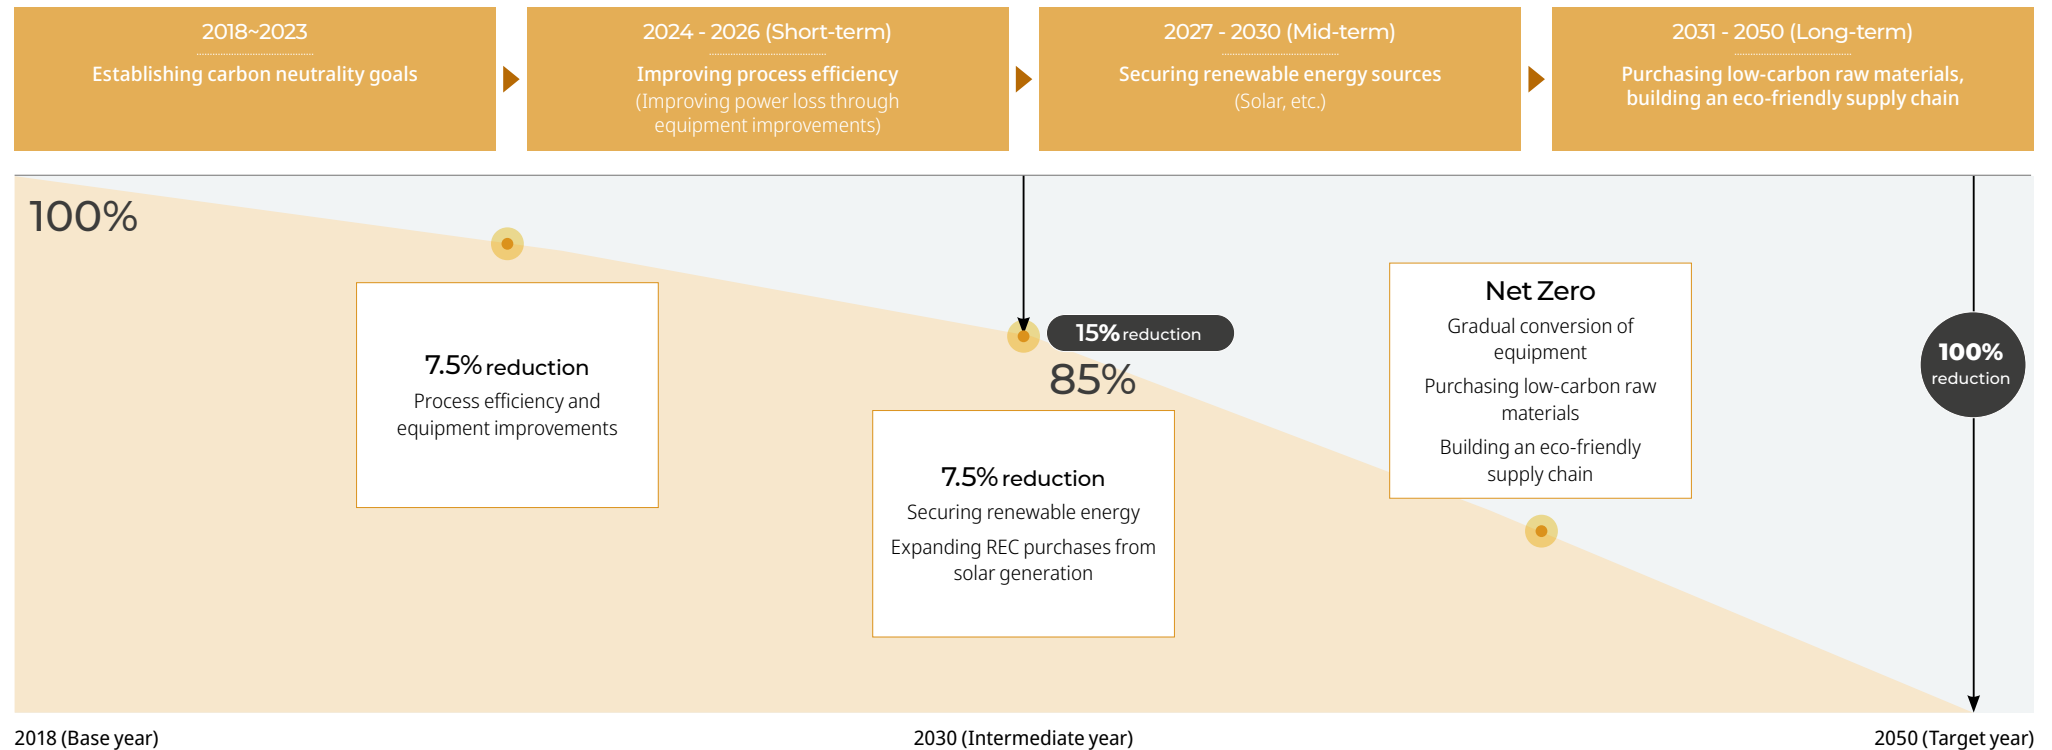 2018~2023
Establishing carbon neutrality goals
2024 - 2026 (Short-term)
Improving process efficiency
(Improving power loss through
equipment improvements)
2027 - 2030 (Mid-term)
Securing renewable energy sources
(Solar, etc.)
2031 - 2050 (Long-term)
Purchasing low-carbon raw materials,
building an eco-friendly supply chain
100%
7.5% reduction
Process efficiency and
equipment improvements
15% reduction
85%
7.5% reduction
Securing renewable energy
Expanding REC purchases from
solar generation
Net Zero
Gradual conversion of
equipment
Purchasing low-carbon raw
materials
Building an eco-friendly
supply chain
100%
reduction
2018 (Base year)
2030 (Intermediate year)
2050 (Target year)